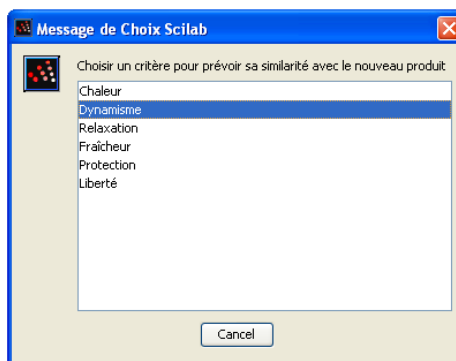 Message de Choix Scilab
Choisir un critère pour prévoir sa similarité avec le nouveau produit
Chaleur
Dynamisme
Relaxation
Fraîcheur
Protection
Liberté
Cancel